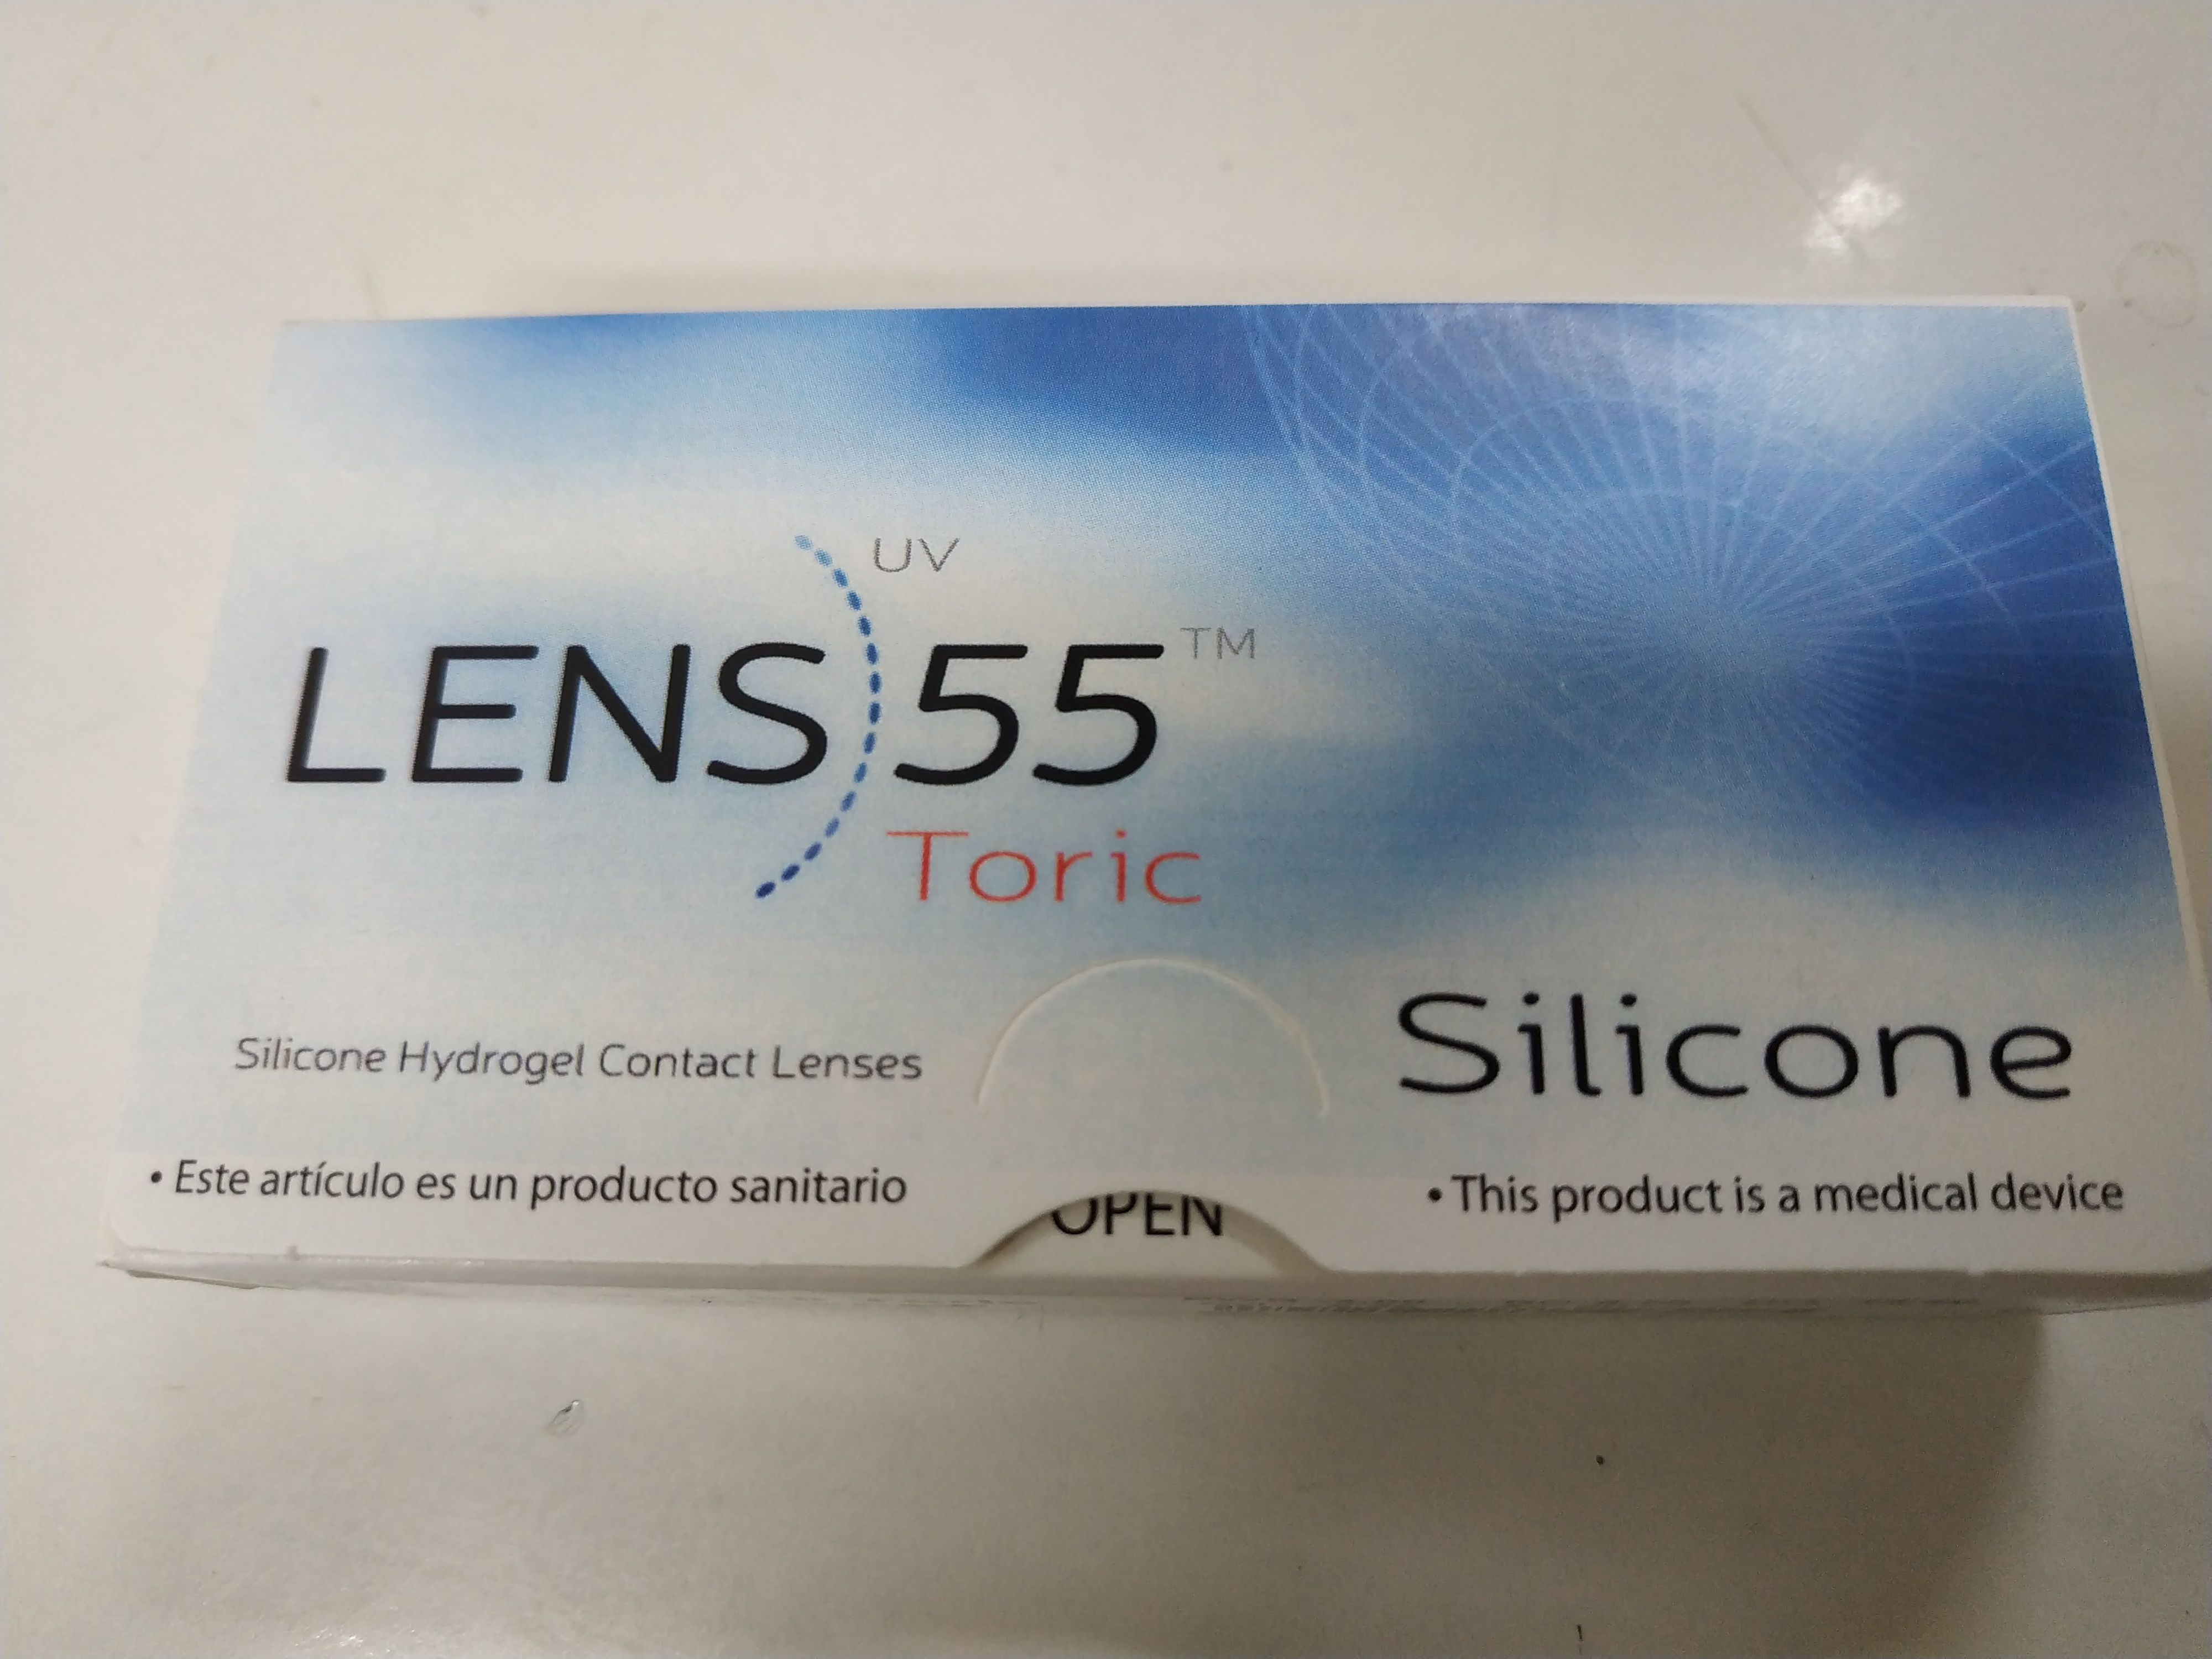 UV
LENS 55™
Toric
Silicone Hydrogel Contact Lenses
Silicone
• Este artículo es un producto sanitario
• This product is a medical device
OPEN